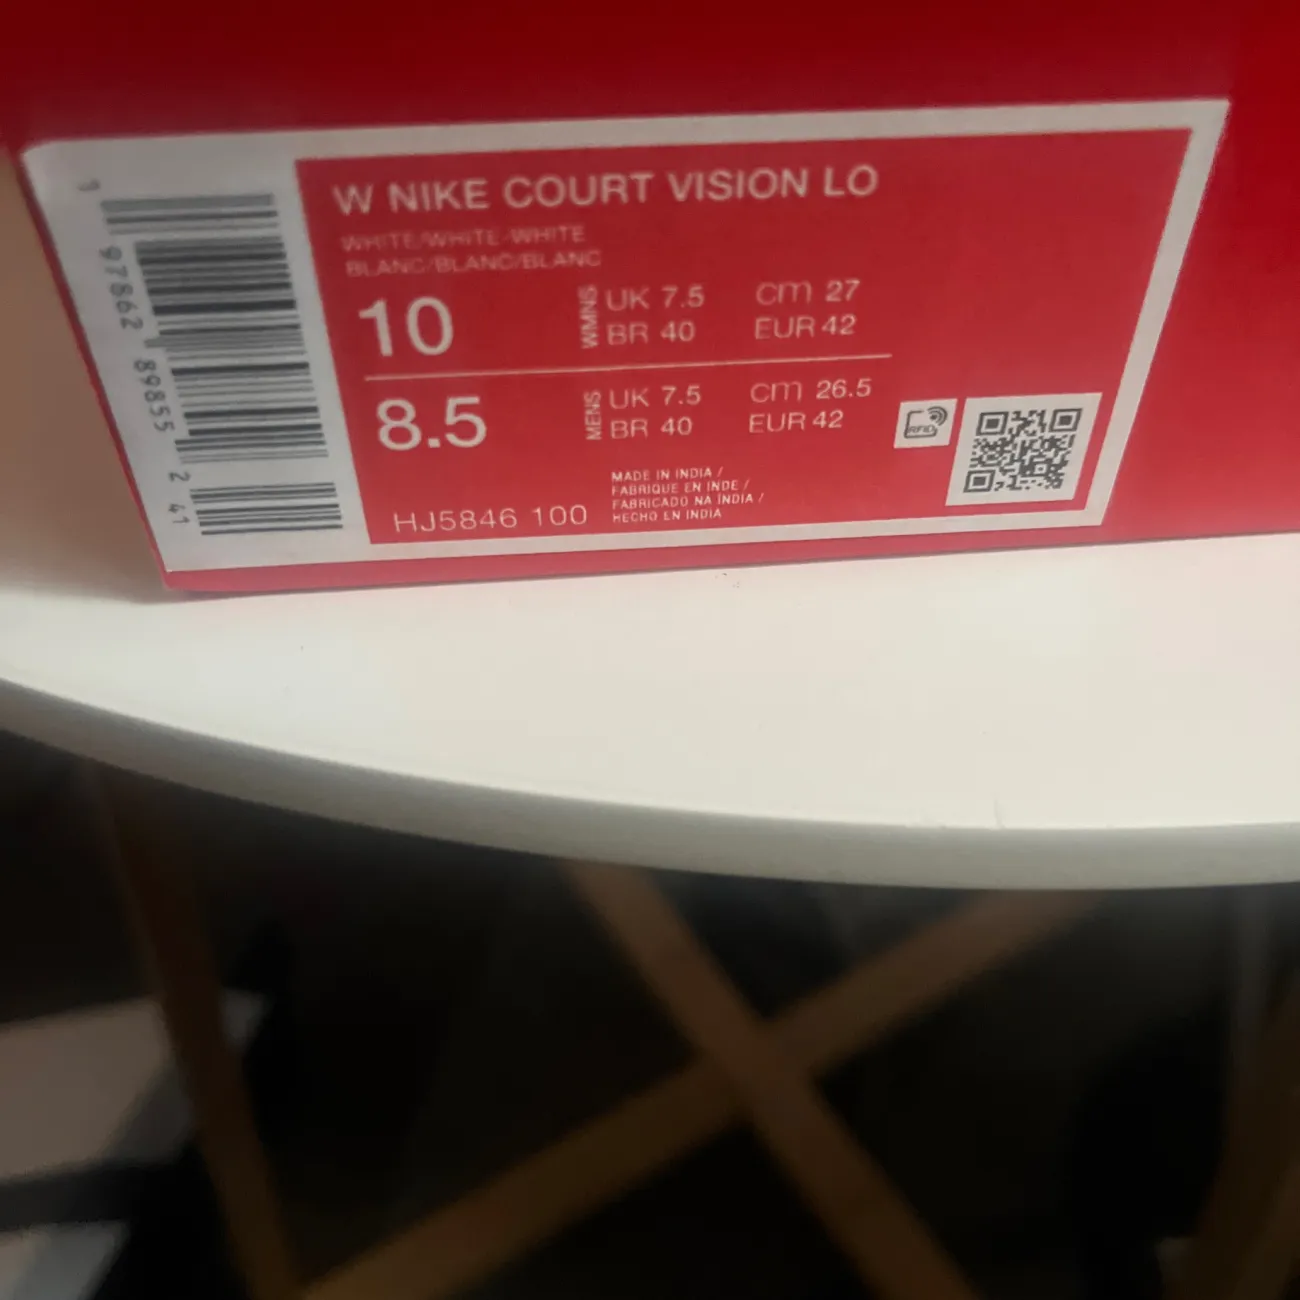 W NIKE COURT VISION LO
WHITE/WHITE-WHITE
BLANC/BLANC/BLANC
10 WMNS UK 7.5 cm 27
BR 40 EUR 42
8.5 MENS UK 7.5 cm 26.5
BR 40 EUR 42
MADE IN INDIA /
FABRIQUE EN INDE /
FABRICADO NA INDIA /
HECHO EN INDIA
HJ5846 100
RFID
1 97862 89855 2 41